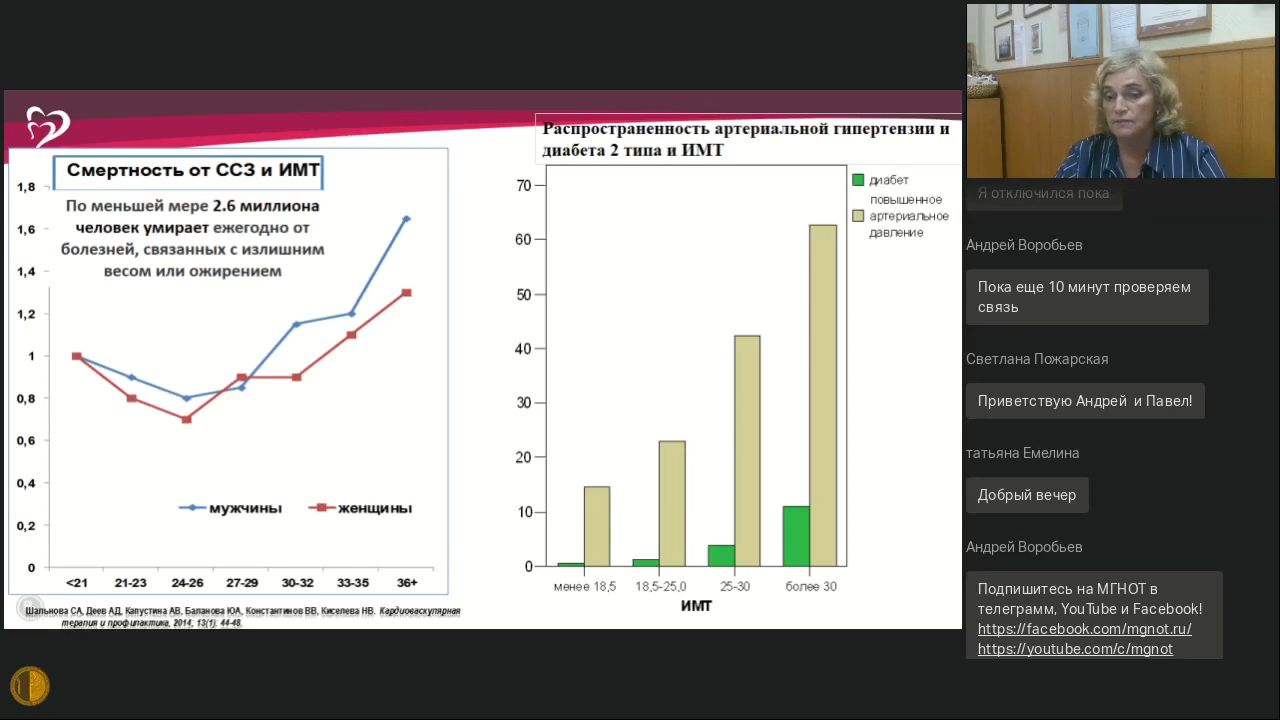 Смертность от ССЗ и ИМТ
По меньшей мере 2.6 миллиона
человек умирает ежегодно от
болезней, связанных с излишним
весом или ожирением
1,8
1,6
1,4
1,2
1
0,8
0,6
0,4
0,2
0
мужчины
женщины
<21
21-23
24-26
27-29
30-32
33-35
36+
Шальнова СА, Деев АД, Капустина АВ, Баланова ЮА, Константинов ВВ, Киселева НВ. Кардиоваскулярная
терапия и профилактика, 2014; 13(1): 44-48.
Распространенность артериальной гипертензии и
диабета 2 типа и ИМТ
70
60
50
40
30
20
10
0
диабет
повышенное
артериальное
давление
менее 18,5
18,5-25,0
25-30
более 30
ИМТ
Я отключился пока
Андрей Воробьев
Пока еще 10 минут проверяем
связь
Светлана Пожарская
Приветствую Андрей и Павел!
татьяна Емелина
Добрый вечер
Андрей Воробьев
Подпишитесь на МГНОТ в
телеграмм, YouTube и Facebook!
https://facebook.com/mgnot.ru/
https://youtube.com/c/mgnot